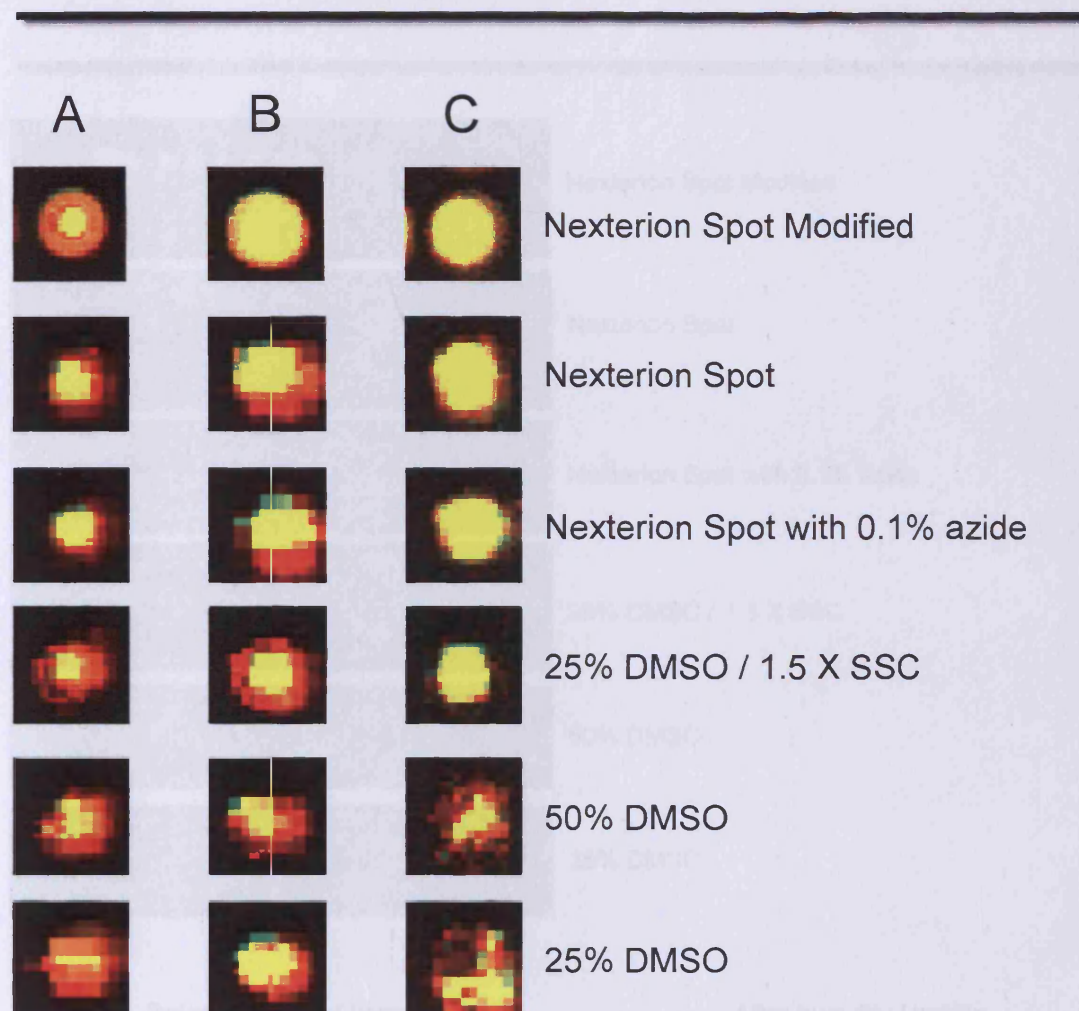 A B C
Nexterion Spot Modified
Nexterion Spot
Nexterion Spot with 0.1% azide
25% DMSO / 1.5 X SSC
50% DMSO
25% DMSO